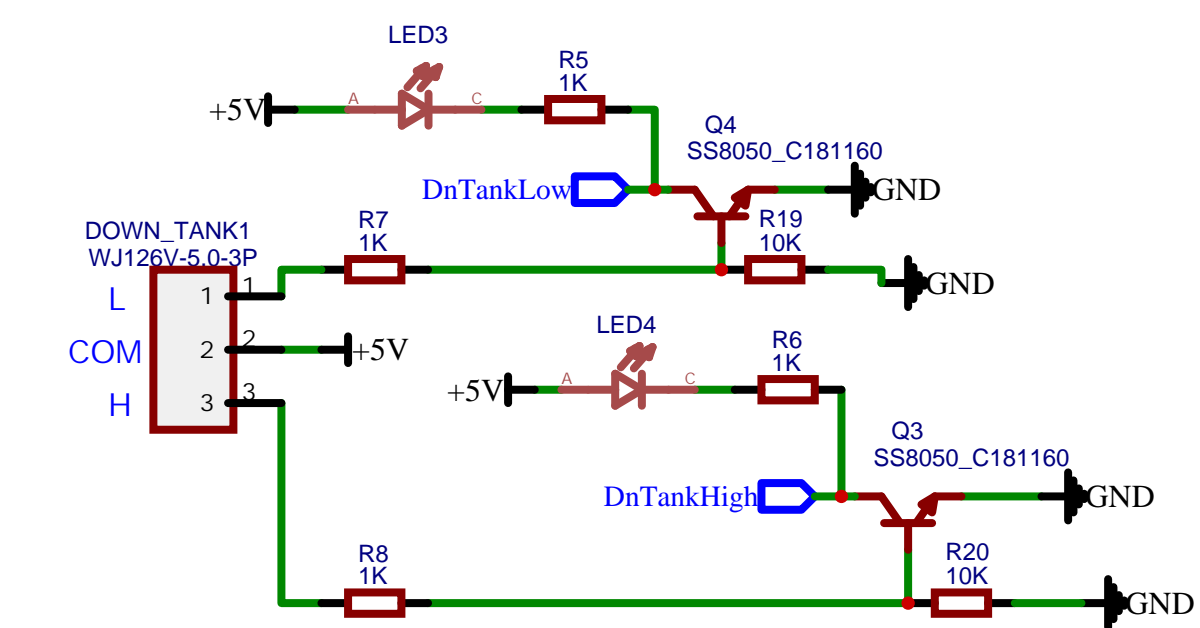 LED3
R5
1K
A
C
+5V
Q4
SS8050_C181160
DnTankLow
GND
DOWN_TANK1
WJ126V-5.0-3P
R7
1K
R19
10K
GND
L
1
1
COM
2
2
+5V
H
3
3
LED4
R6
1K
A
C
+5V
Q3
SS8050_C181160
DnTankHigh
GND
R8
1K
R20
10K
GND